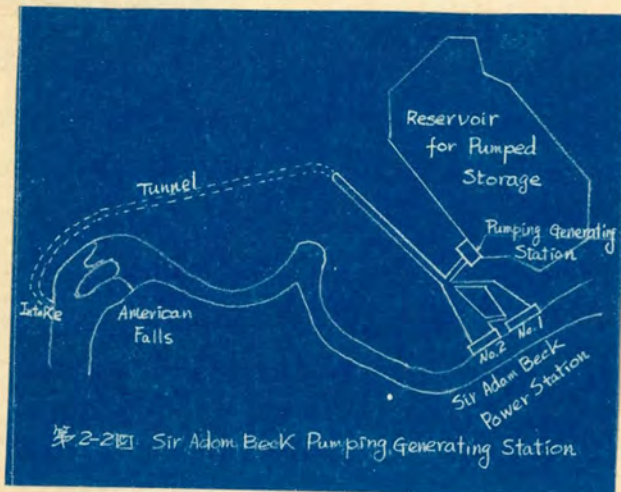 Reservoir
for Pumped
Storage
Tunnel
Pumping Generating
Station
Intake
American
Falls
No.2
No.1
Sir Adam Beck
Power Station
第2-2図 Sir Adam Beck Pumping Generating Station